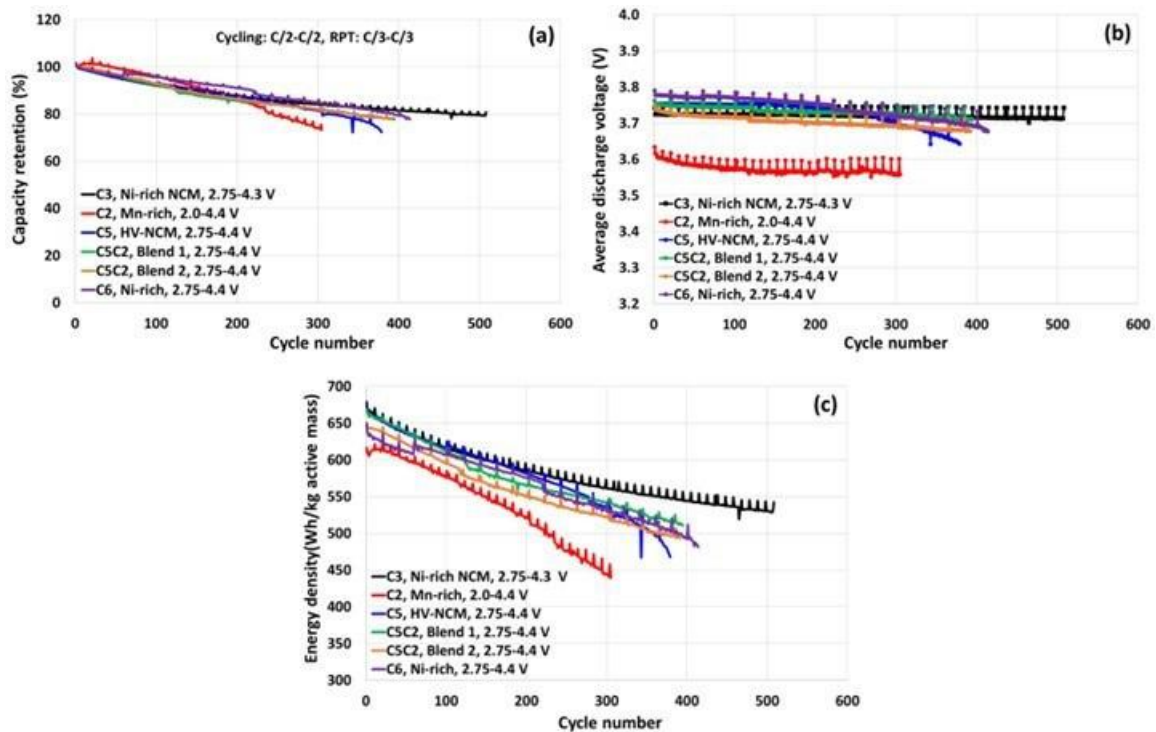 120
100
80
60
40
20
0
Capacity retention (%)
Cycling: C/2-C/2, RPT: C/3-C/3
(a)
C3, Ni-rich NCM, 2.75-4.3 V
C2, Mn-rich, 2.0-4.4 V
C5, HV-NCM, 2.75-4.4 V
C5C2, Blend 1, 2.75-4.4 V
C5C2, Blend 2, 2.75-4.4 V
C6, Ni-rich, 2.75-4.4 V
0 100 200 300 400 500 600
Cycle number
4.0
3.9
3.8
3.7
3.6
3.5
3.4
3.3
3.2
Average discharge voltage (V)
(b)
C3, Ni-rich NCM, 2.75-4.3 V
C2, Mn-rich, 2.0-4.4 V
C5, HV-NCM, 2.75-4.4 V
C5C2, Blend 1, 2.75-4.4 V
C5C2, Blend 2, 2.75-4.4 V
C6, Ni-rich, 2.75-4.4 V
0 100 200 300 400 500 600
Cycle number
700
650
600
550
500
450
400
350
300
Energy density(Wh/kg active mass)
(c)
C3, Ni-rich NCM, 2.75-4.3 V
C2, Mn-rich, 2.0-4.4 V
C5, HV-NCM, 2.75-4.4 V
C5C2, Blend 1, 2.75-4.4 V
C5C2, Blend 2, 2.75-4.4 V
C6, Ni-rich, 2.75-4.4 V
0 100 200 300 400 500 600
Cycle number